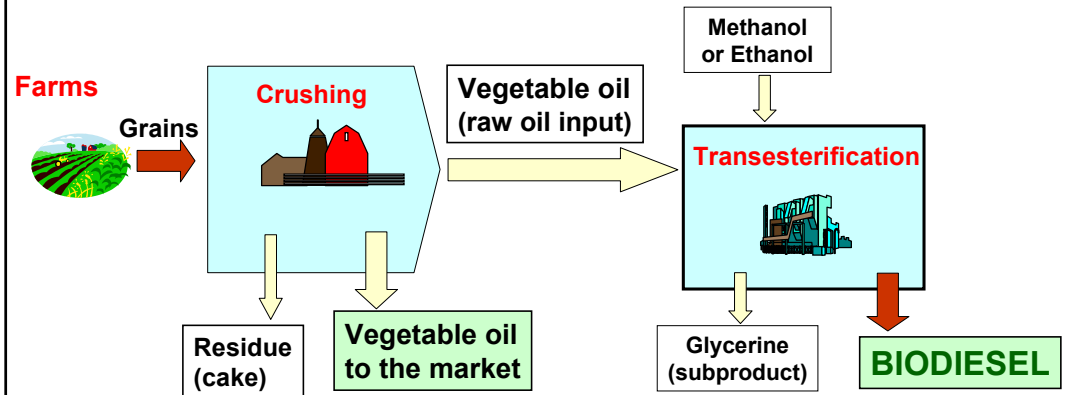 Farms
Grains
Crushing
Vegetable oil
(raw oil input)
Methanol
or Ethanol
Transesterification
Residue
(cake)
Vegetable oil
to the market
Glycerine
(subproduct)
BIODIESEL